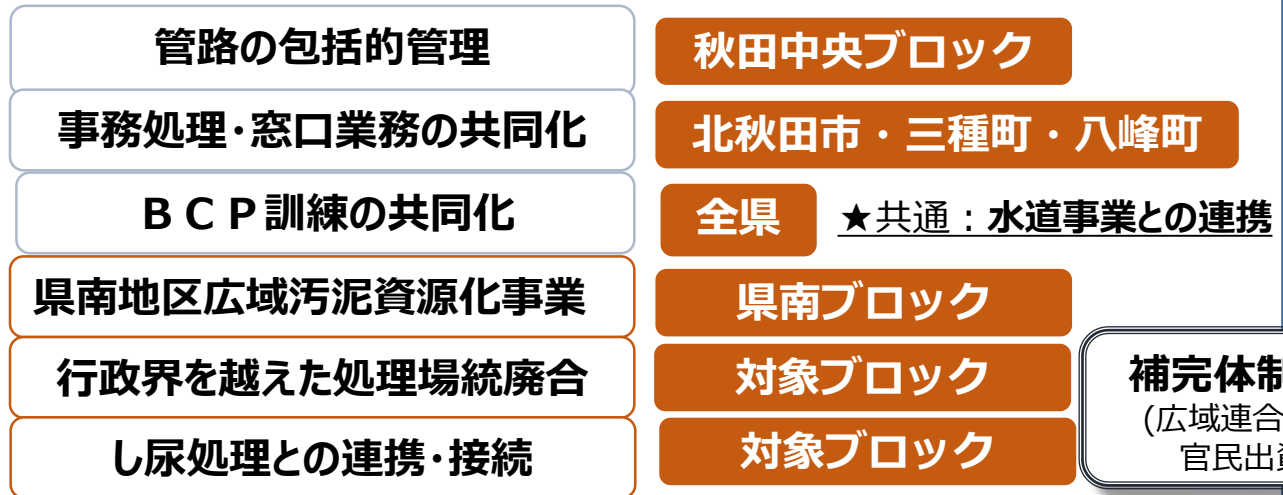 管路の包括的管理 秋田中央ブロック
事務処理・窓口業務の共同化 北秋田市・三種町・八峰町
ＢＣＰ訓練の共同化 全県 ★共通：水道事業との連携
県南地区広域汚泥資源化事業 県南ブロック
行政界を越えた処理場統廃合 対象ブロック
し尿処理との連携・接続 対象ブロック
補完体制
(広域連合
官民出資